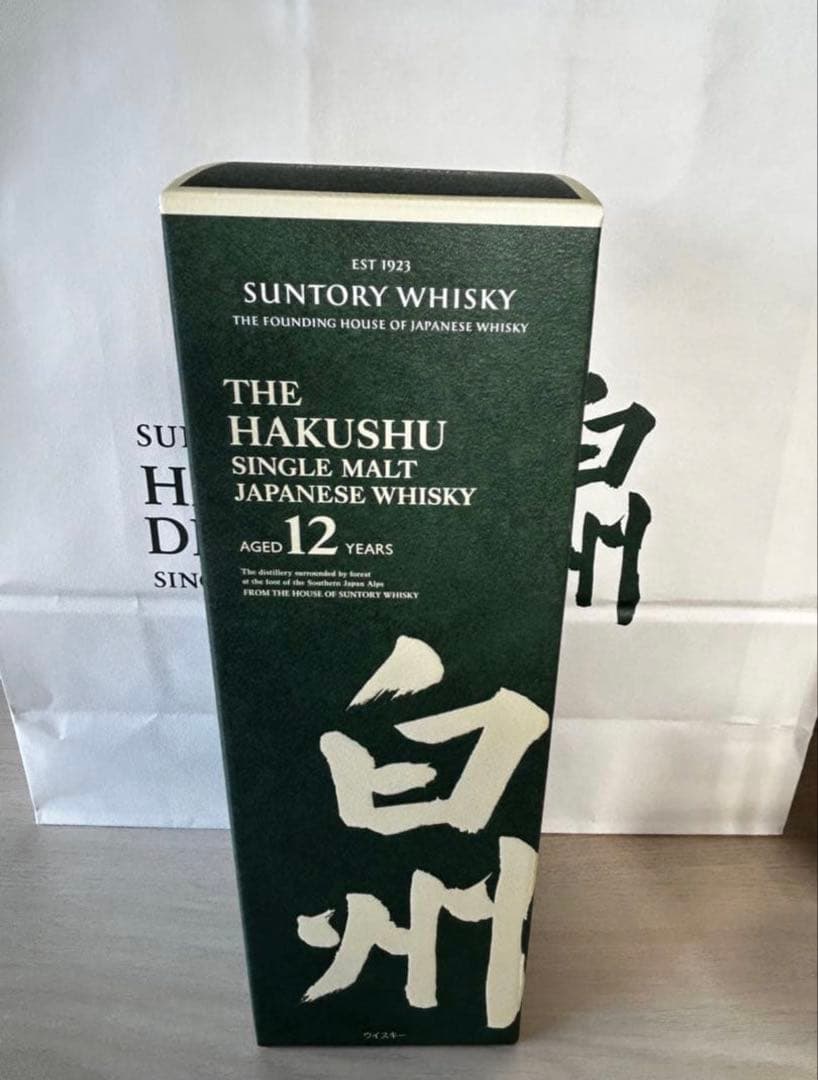 EST 1923
SUNTORY WHISKY
THE FOUNDING HOUSE OF JAPANESE WHISKY
THE
HAKUSHU
SINGLE MALT
JAPANESE WHISKY
AGED 12 YEARS
The distillery surrounded by forest
at the foot of the Southern Japan Alps
FROM THE HOUSE OF SUNTORY WHISKY
白
州
ウイスキー
白
州